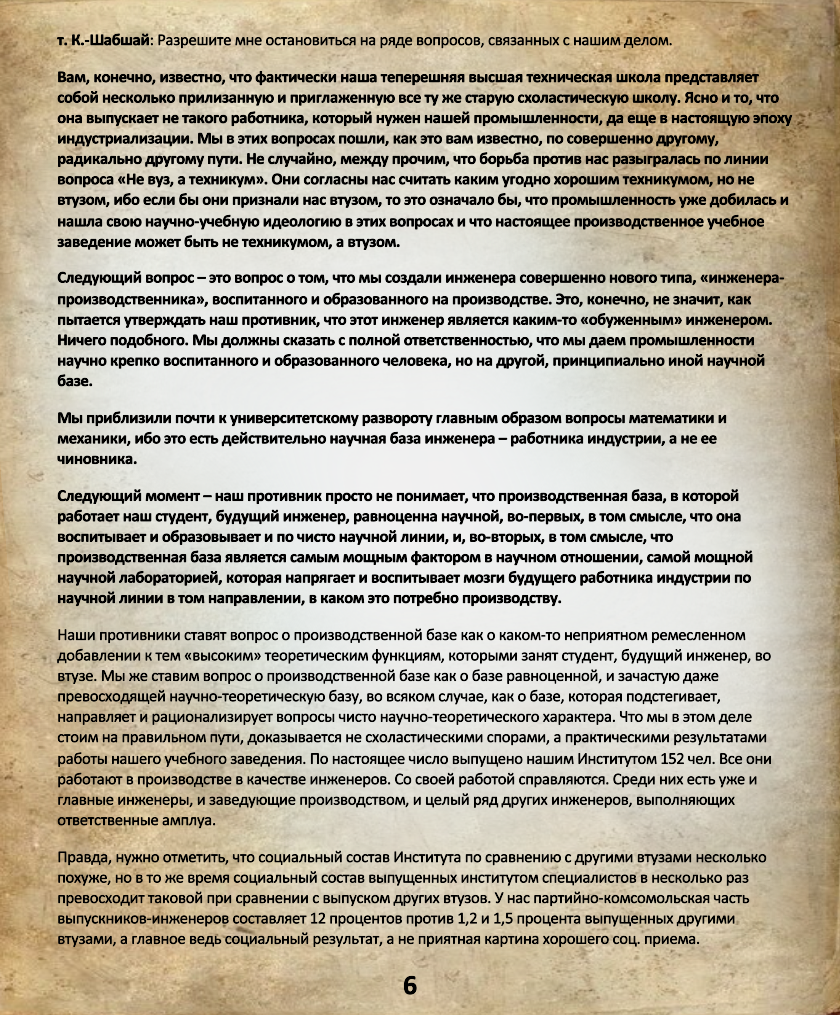 т. К.-Шабшай: Разрешите мне остановиться на ряде вопросов, связанных с нашим делом.
Вам, конечно, известно, что фактически наша теперешняя высшая техническая школа представляет
собой несколько прилизанную и приглаженную все ту же старую схоластическую школу. Ясно и то, что
она выпускает не такого работника, который нужен нашей промышленности, да еще в настоящую эпоху
индустриализации. Мы в этих вопросах пошли, как это вам известно, по совершенно другому,
радикально другому пути. Не случайно, между прочим, что борьба против нас разыгралась по линии
вопроса «Не вуз, а техникум». Они согласны нас считать каким угодно хорошим техникумом, но не
втузом, ибо если бы они признали нас втузом, то это означало бы, что промышленность уже добилась и
нашла свою научно-учебную идеологию в этих вопросах и что настоящее производственное учебное
заведение может быть не техникумом, а втузом.
Следующий вопрос – это вопрос о том, что мы создали инженера совершенно нового типа, «инженера-
производственника», воспитанного и образованного на производстве. Это, конечно, не значит, как
пытается утверждать наш противник, что этот инженер является каким-то «обуженным» инженером.
Ничего подобного. Мы должны сказать с полной ответственностью, что мы даем промышленности
научно крепко воспитанного и образованного человека, но на другой, принципиально иной научной
базе.
Мы приблизили почти к университетскому развороту главным образом вопросы математики и
механики, ибо это есть действительно научная база инженера – работника индустрии, а не ее
чиновника.
Следующий момент – наш противник просто не понимает, что производственная база, в которой
работает наш студент, будущий инженер, равноценна научной, во-первых, в том смысле, что она
воспитывает и образовывает и по чисто научной линии, и, во-вторых, в том смысле, что
производственная база является самым мощным фактором в научном отношении, самой мощной
научной лабораторией, которая напрягает и воспитывает мозги будущего работника индустрии по
научной линии в том направлении, в каком это потребно производству.
Наши противники ставят вопрос о производственной базе как о каком-то неприятном ремесленном
добавлении к тем «высоким» теоретическим функциям, которыми занят студент, будущий инженер, во
втузе. Мы же ставим вопрос о производственной базе как о базе равноценной, и зачастую даже
превосходящей научно-теоретическую базу, во всяком случае, как о базе, которая подстегивает,
направляет и рационализирует вопросы чисто научно-теоретического характера. Что мы в этом деле
стоим на правильном пути, доказывается не схоластическими спорами, а практическими результатами
работы нашего учебного заведения. По настоящее число выпущено нашим Институтом 152 чел. Все они
работают в производстве в качестве инженеров. Со своей работой справляются. Среди них есть уже и
главные инженеры, и заведующие производством, и целый ряд других инженеров, выполняющих
ответственные амплуа.
Правда, нужно отметить, что социальный состав Института по сравнению с другими втузами несколько
похуже, но в то же время социальный состав выпущенных институтом специалистов в несколько раз
превосходит таковой при сравнении с выпуском других втузов. У нас партийно-комсомольская часть
выпускников-инженеров составляет 12 процентов против 1,2 и 1,5 процента выпущенных другими
втузами, а главное ведь социальный результат, а не приятная картина хорошего соц. приема.
6